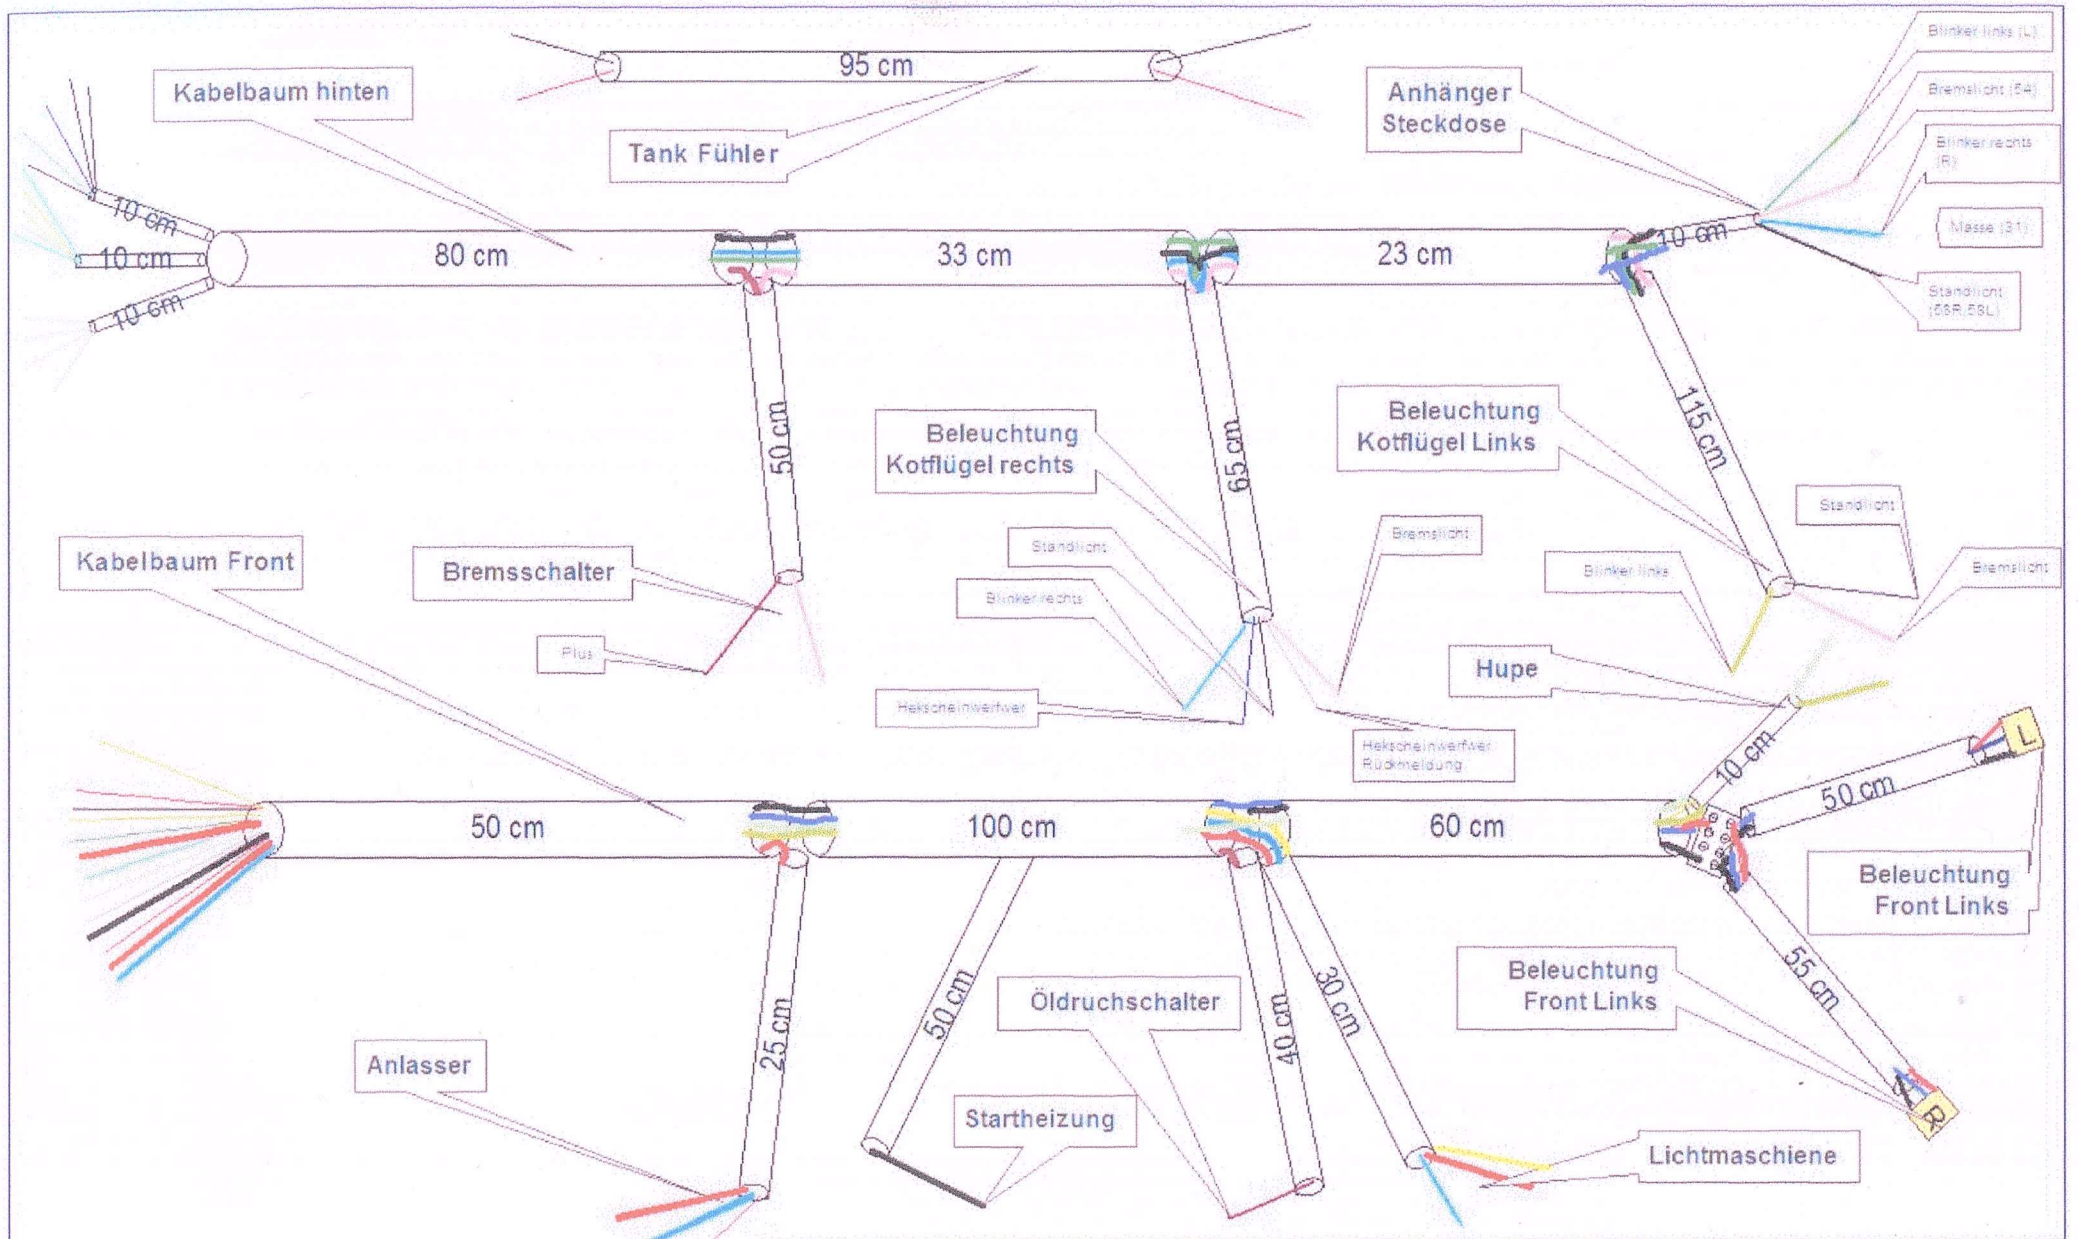 95 cm
Kabelbaum hinten
Tank Fühler
Anhänger
Steckdose
Blinker links (L)
Bremslicht (54)
Blinker rechts
(R)
Masse (31)
Standlicht
(58R,58L)
10 cm
10 cm
10 cm
80 cm
33 cm
23 cm
10 cm
50 cm
65 cm
115 cm
Beleuchtung
Kotflügel rechts
Beleuchtung
Kotflügel Links
Standlicht
Bremslicht
Blinker links
Bremslicht
Standlicht
Blinker rechts
Hekscheinwerfwer
Hekscheinwerfwer
Rückmeldung
Kabelbaum Front
Bremsschalter
Plus
Hupe
10 cm
50 cm
L
50 cm
100 cm
60 cm
Beleuchtung
Front Links
Beleuchtung
Front Links
55 cm
R
25 cm
50 cm
40 cm
30 cm
Öldruchschalter
Anlasser
Startheizung
Lichtmaschiene